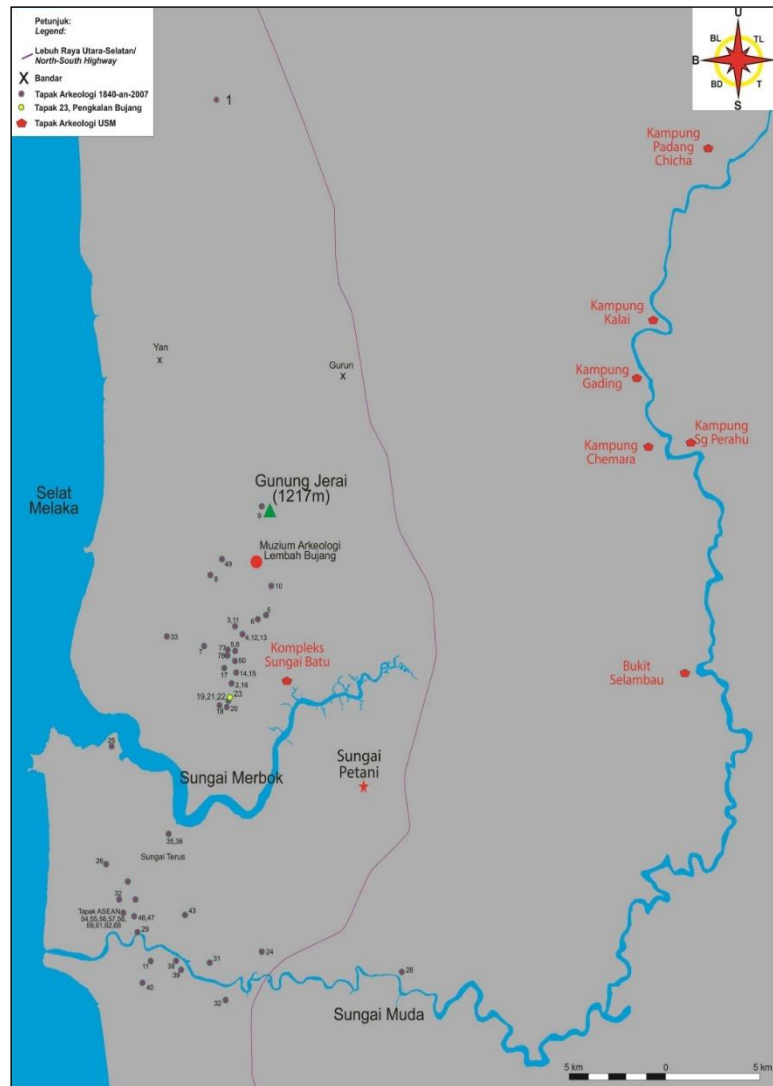 Petunjuk:
Legend:
Lebuh Raya Utara-Selatan/
North-South Highway
X Bandar
Tapak Arkeologi 1840-an-2007
Tapak 23, Pengkalan Bujang
Tapak Arkeologi USM
U
BL TL
B
BD T
S
1
Kampung
Padang
Chicha
Kampung
Kalai
Yan
x
Gurun
x
Kampung
Gading
Kampung
Sg Perahu
Kampung
Chemara
Selat
Melaka
Gunung Jerai
(1217m)
9
Muzium Arkeologi
Lembah Bujang
49
8
10
5
6
3,11
4,12,13
33
7
5,6
50
17
14,15
2,16
Kompleks
Sungai Batu
Bukit
Selambau
19,21,22
23
18
20
25
Sungai Merbok
Sungai
Petani
35,36
Sungai Terus
26
32
Tapak ASEAN
54,55,56,57,58,
59,61,62,68
46,47
43
29
24
11
38
39
31
28
40
32
Sungai Muda
5 km 0 5 km